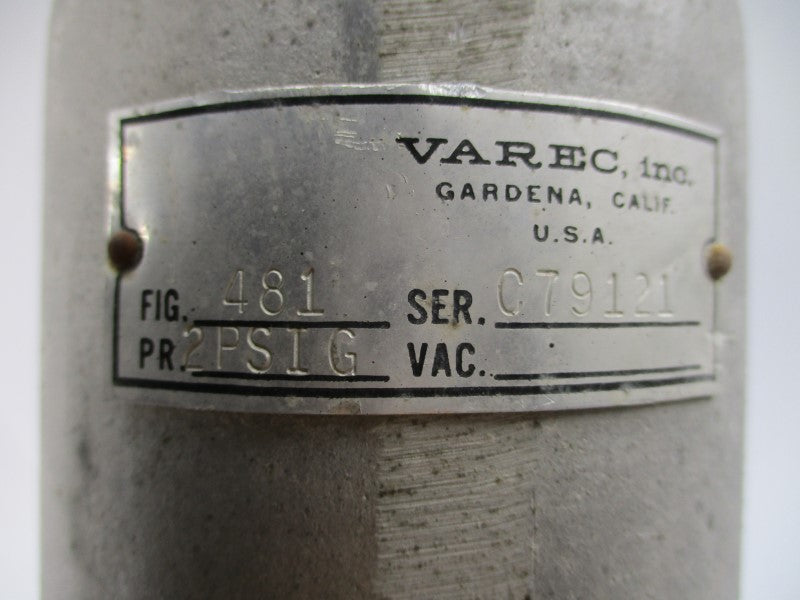 VAREC, inc.
GARDENA, CALIF.
U.S.A.
FIG. 481 SER. C79121
PR. 2PSIG VAC.